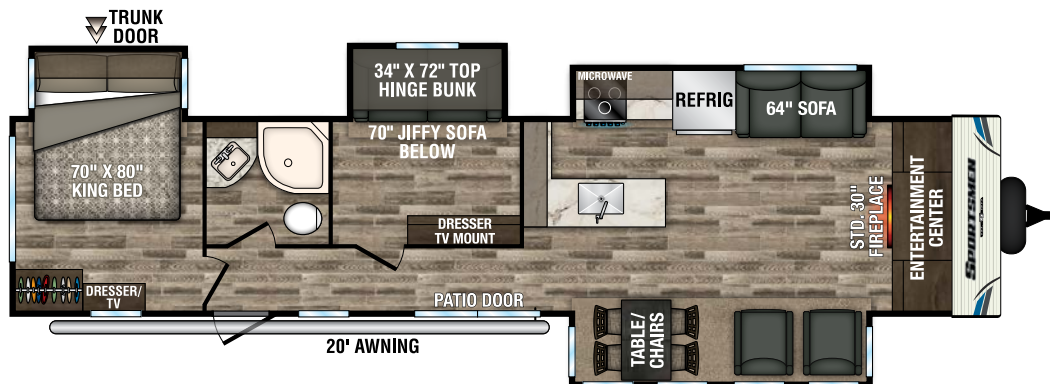 TRUNK
DOOR
34" X 72" TOP
HINGE BUNK
70" JIFFY SOFA
BELOW
MICROWAVE
REFRIG
64" SOFA
70" X 80"
KING BED
DRESSER
TV MOUNT
STD. 30"
FIREPLACE
ENTERTAINMENT
CENTER
SPORTSMEN
DRESSER/
TV
PATIO DOOR
20' AWNING
TABLE/
CHAIRS